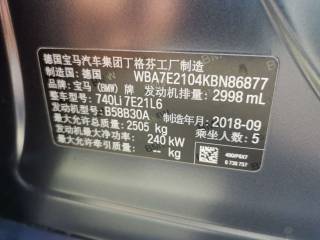 德国宝马汽车集团丁格芬工厂制造
制造国：德国 WBA7E2104KBN86877
品牌：宝马 (BMW) 牌 发动机排量：2998 mL
车型：740Li 7E21L6
发动机型号：B58B30A 制造年月：2018-09
最大允许总质量：2505 kg 乘坐人数：5
发动机最大净功率：240 kW
最大允许牵引质量：-- kg